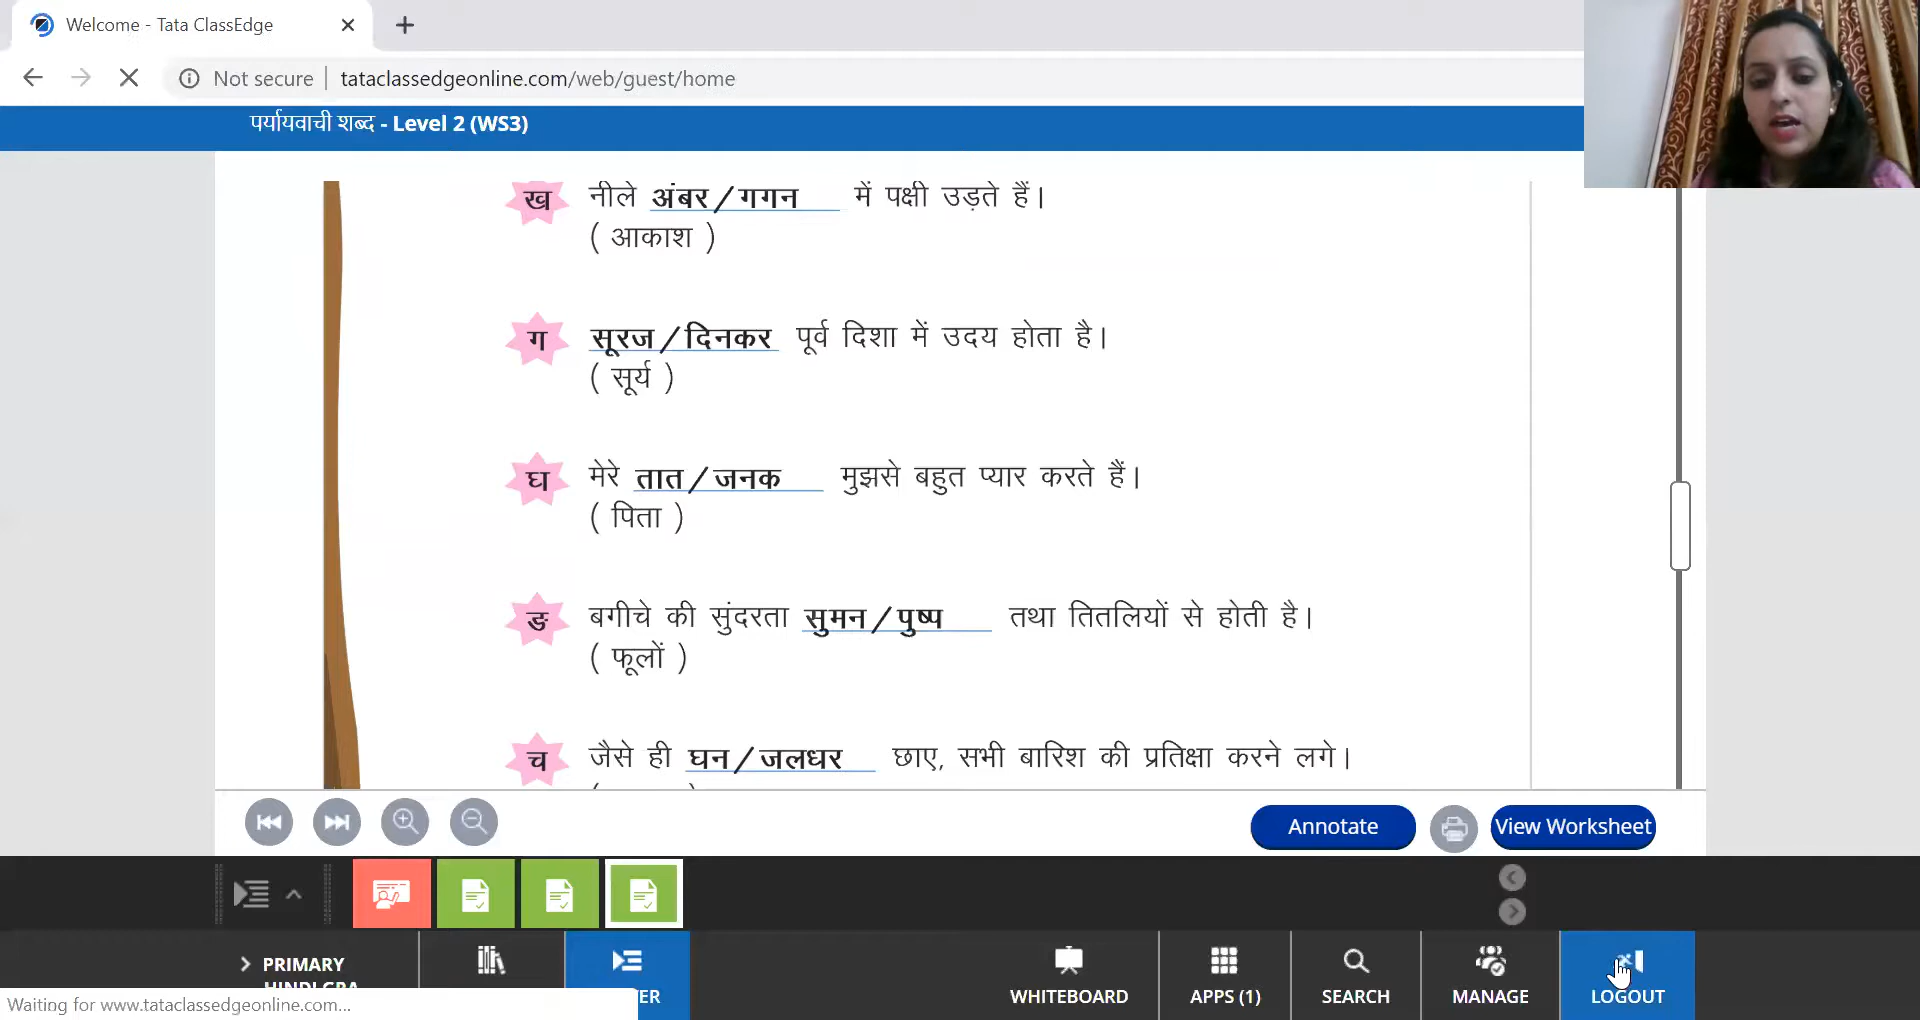 Welcome - Tata ClassEdge
Not secure | tataclassedgeonline.com/web/guest/home
पर्यायवाची शब्द - Level 2 (WS3)
ख नीले अंबर/गगन में पक्षी उड़ते हैं।
( आकाश )
ग सूरज/दिनकर पूर्व दिशा में उदय होता है।
( सूर्य )
घ मेरे तात/जनक मुझसे बहुत प्यार करते हैं।
( पिता )
ङ बगीचे की सुंदरता सुमन/पुष्प तथा तितलियों से होती है।
( फूलों )
च जैसे ही घन/जलधर छाए, सभी बारिश की प्रतिक्षा करने लगे।
Annotate
View Worksheet
PRIMARY
WHITEBOARD
APPS (1)
SEARCH
MANAGE
LOGOUT
Waiting for www.tataclassedgeonline.com...